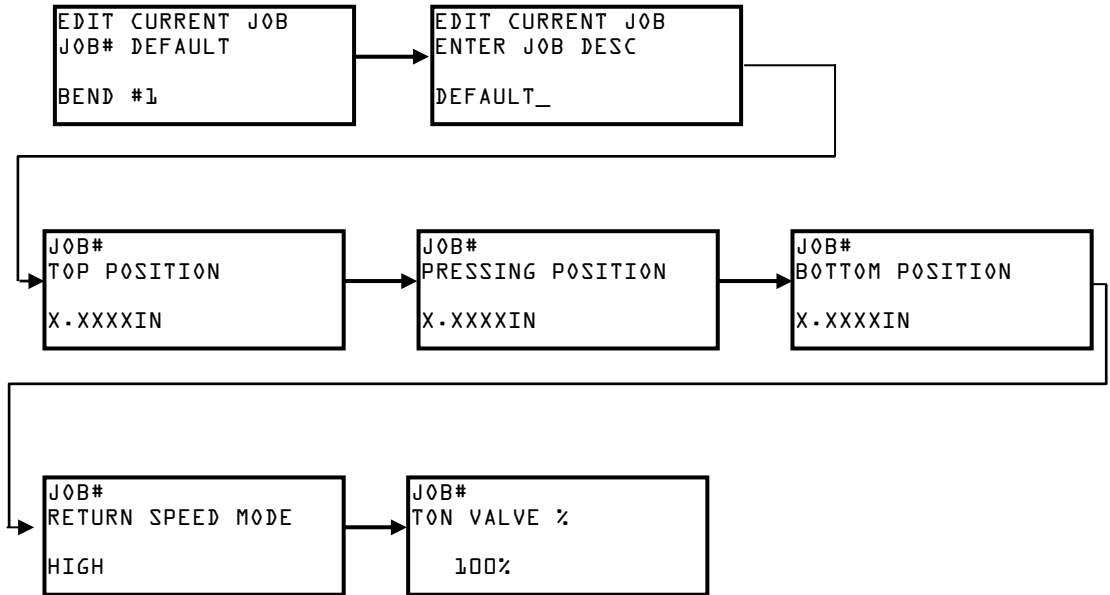 EDIT CURRENT JOB
JOB# DEFAULT
BEND #1
EDIT CURRENT JOB
ENTER JOB DESC
DEFAULT_
JOB#
TOP POSITION
X.XXXXIN
JOB#
PRESSING POSITION
X.XXXXIN
JOB#
BOTTOM POSITION
X.XXXXIN
JOB#
RETURN SPEED MODE
HIGH
JOB#
TON VALVE %
100%